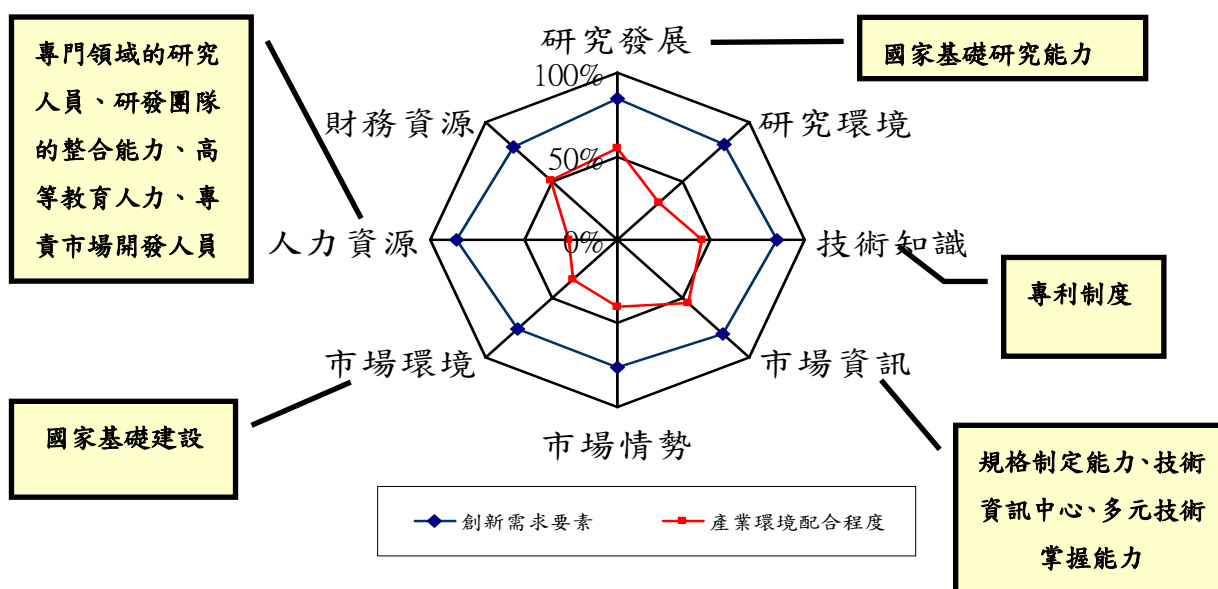 專門領域的研究
人員、研發團隊
的整合能力、高
等教育人力、專
責市場開發人員
研究發展
國家基礎研究能力
100%
財務資源
研究環境
50%
人力資源
0%
技術知識
專利制度
市場環境
市場資訊
國家基礎建設
市場情勢
規格制定能力、技術
資訊中心、多元技術
掌握能力
創新需求要素
產業環境配合程度